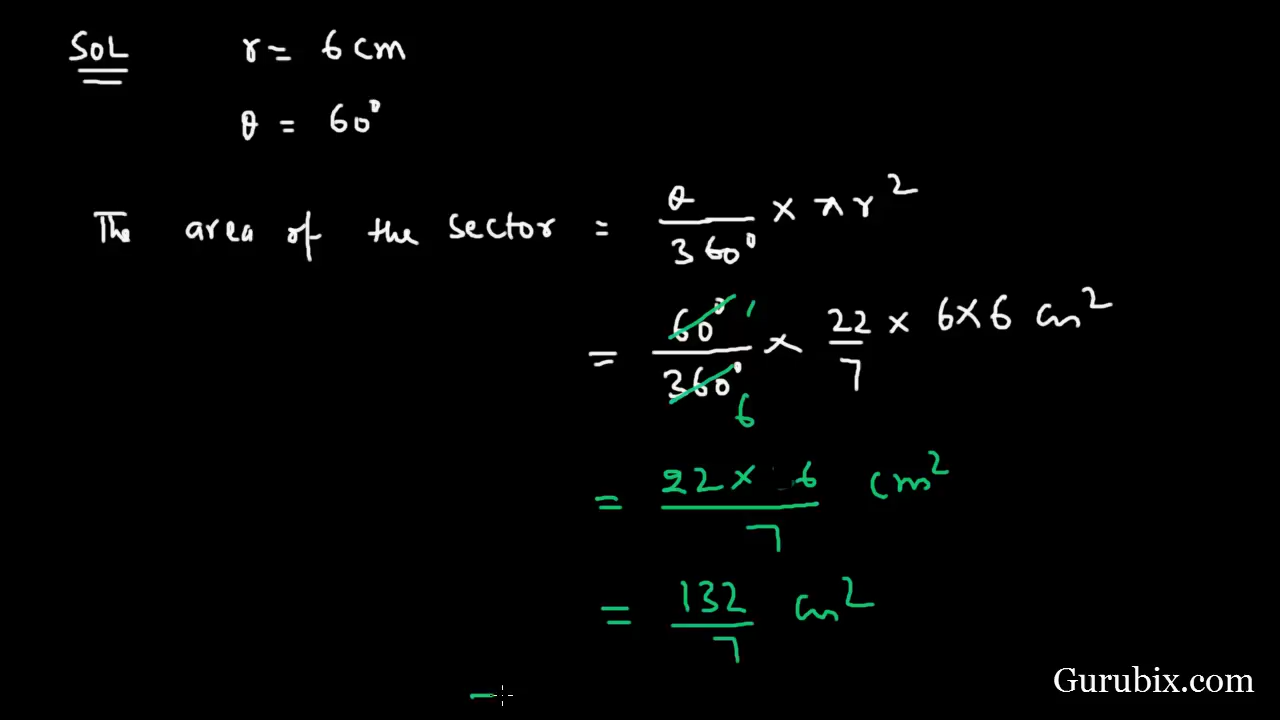 SOL r = 6 cm
θ = 60°
The area of the sector = θ/360° × πr²
= 60° 1/360° 6 × 22/7 × 6×6 cm²
= 22 × 6/7 cm²
= 132/7 cm²
Gurubix.com